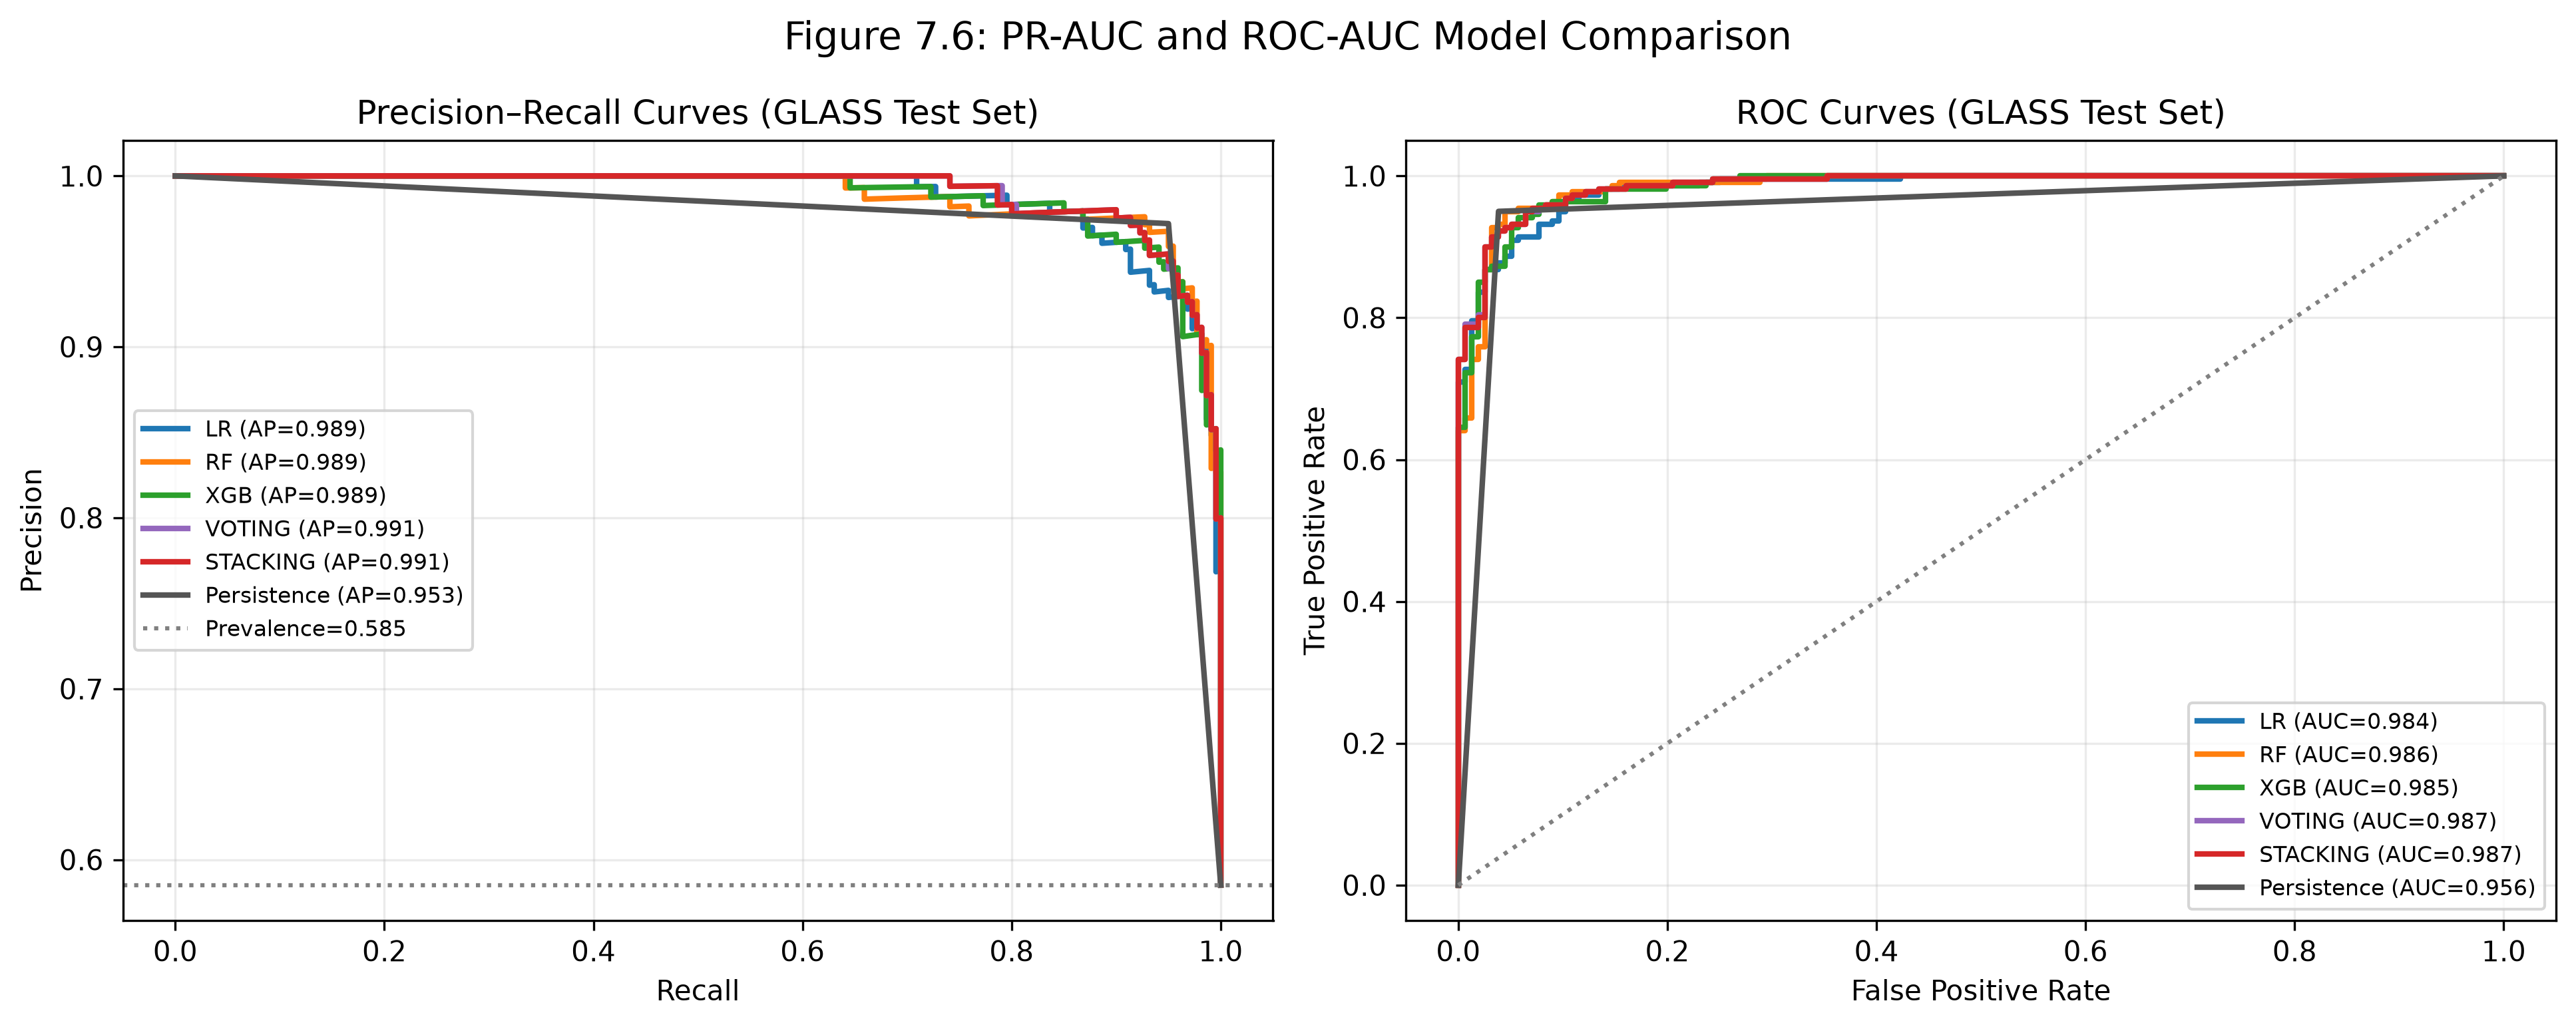 Figure 7.6: PR-AUC and ROC-AUC Model Comparison
Precision–Recall Curves (GLASS Test Set)
Precision
1.0
0.9
0.8
0.7
0.6
LR (AP=0.989)
RF (AP=0.989)
XGB (AP=0.989)
VOTING (AP=0.991)
STACKING (AP=0.991)
Persistence (AP=0.953)
Prevalence=0.585
0.0 0.2 0.4 0.6 0.8 1.0
Recall
ROC Curves (GLASS Test Set)
True Positive Rate
1.0
0.8
0.6
0.4
0.2
0.0
LR (AUC=0.984)
RF (AUC=0.986)
XGB (AUC=0.985)
VOTING (AUC=0.987)
STACKING (AUC=0.987)
Persistence (AUC=0.956)
0.0 0.2 0.4 0.6 0.8 1.0
False Positive Rate